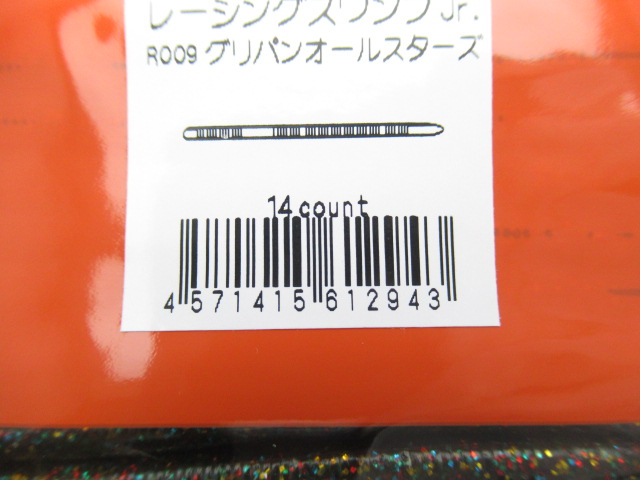 レーシングスワンプJr.
R009 グリパンオールスターズ
14 count
4 571415 612943